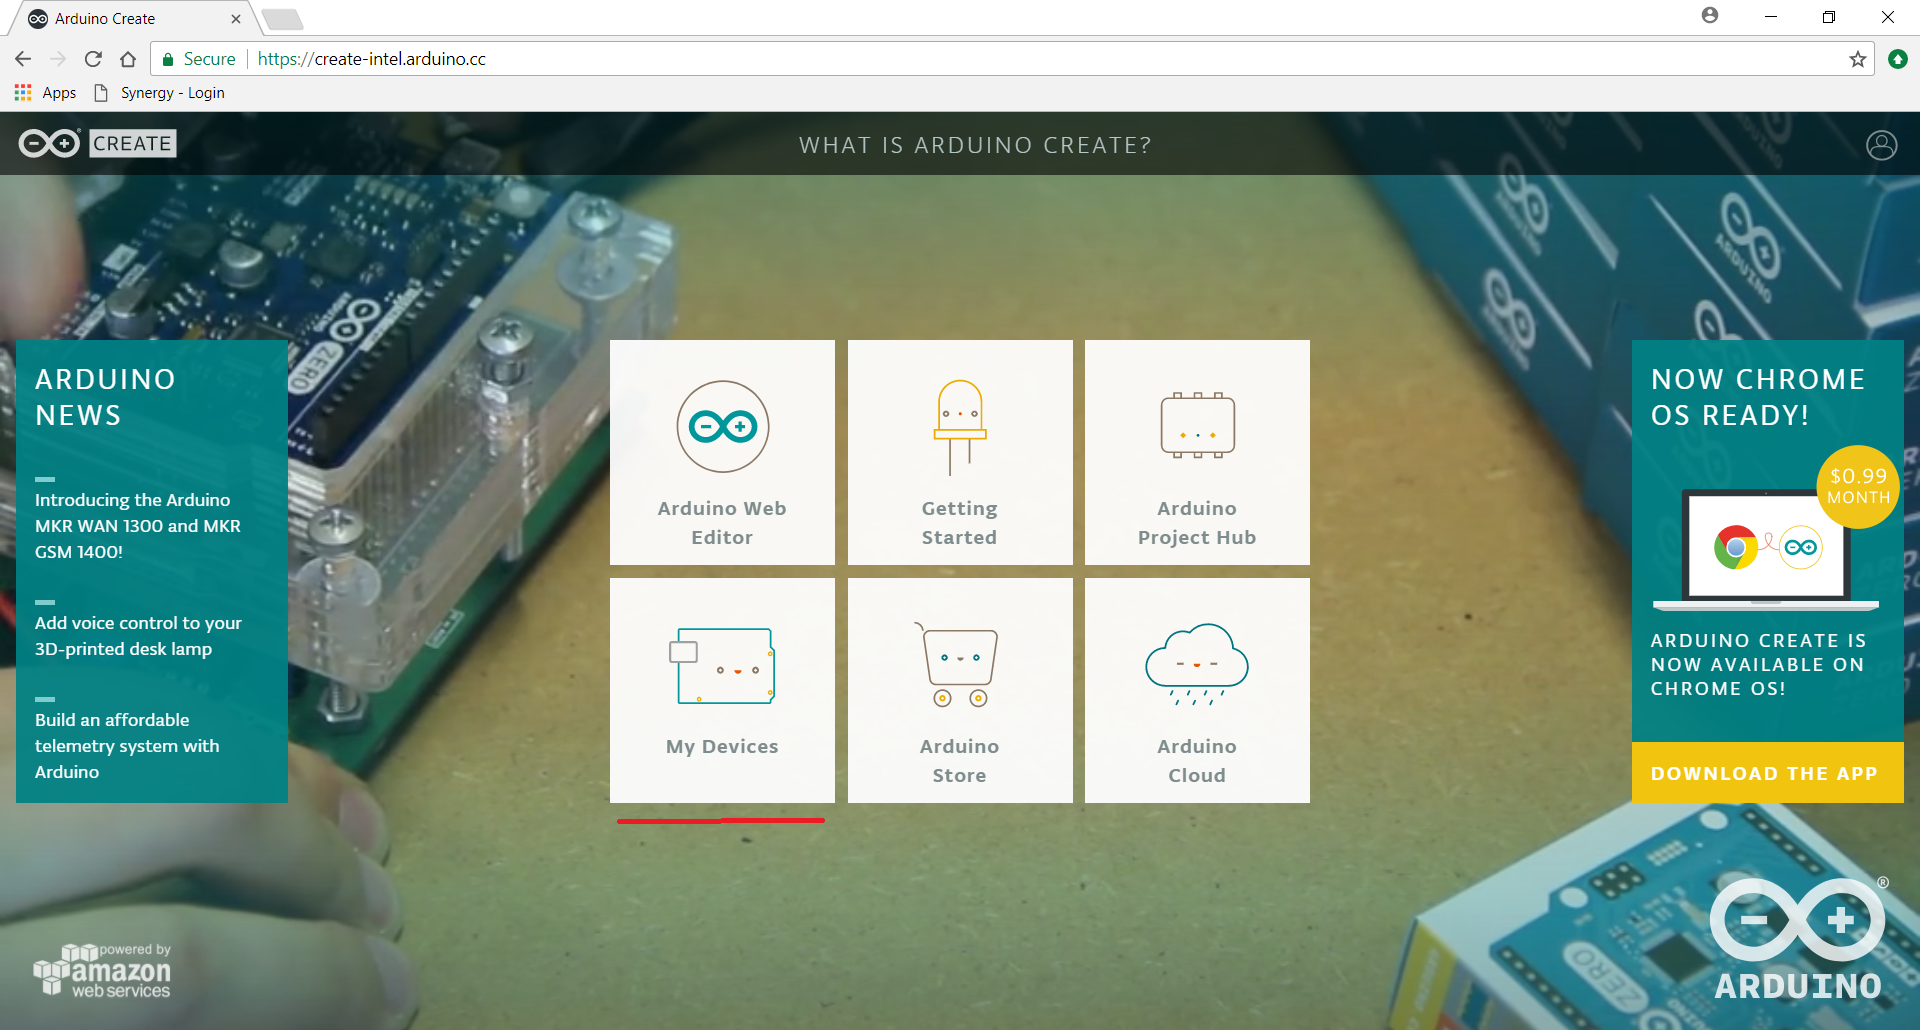 Arduino Create
Secure
https://create-intel.arduino.cc
Apps
Synergy - Login
CREATE
WHAT IS ARDUINO CREATE?
ARDUINO
NEWS
Introducing the Arduino
MKR WAN 1300 and MKR
GSM 1400!
Add voice control to your
3D-printed desk lamp
Build an affordable
telemetry system with
Arduino
Arduino Web
Editor
Getting
Started
Arduino
Project Hub
My Devices
Arduino
Store
Arduino
Cloud
NOW CHROME
OS READY!
$0.99
MONTH
ARDUINO CREATE IS
NOW AVAILABLE ON
CHROME OS!
DOWNLOAD THE APP
ARDUINO
ZERO
ARDUINO
powered by
amazon
web services
ZERO
®
ARDUINO